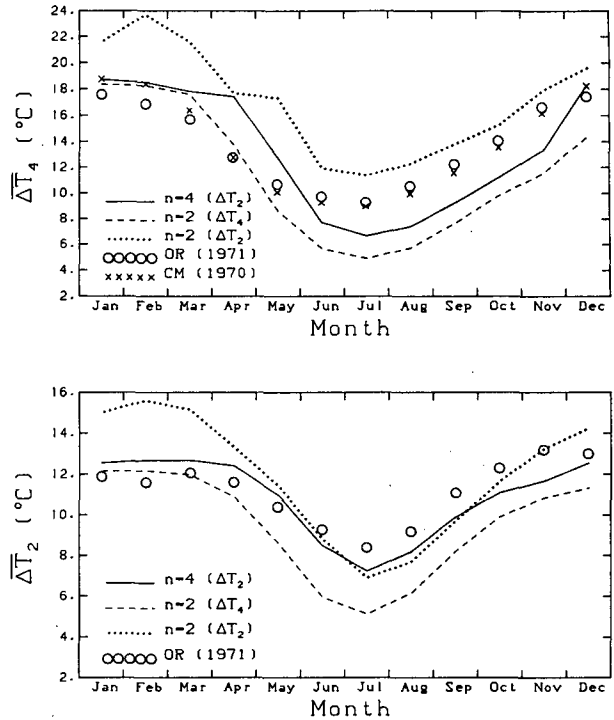 24.
22.
20.
18.
16.
14.
12.
10.
8.
6.
4.
2.
ΔT₄ (°C)
n=4 (ΔT₂)
n=2 (ΔT₄)
n=2 (ΔT₂)
OR (1971)
CM (1970)
Jan Feb Mar Apr May Jun Jul Aug Sep Oct Nov Dec
Month
16.
14.
12.
10.
8.
6.
4.
2.
ΔT₂ (°C)
n=4 (ΔT₂)
n=2 (ΔT₄)
n=2 (ΔT₂)
OR (1971)
Jan Feb Mar Apr May Jun Jul Aug Sep Oct Nov Dec
Month